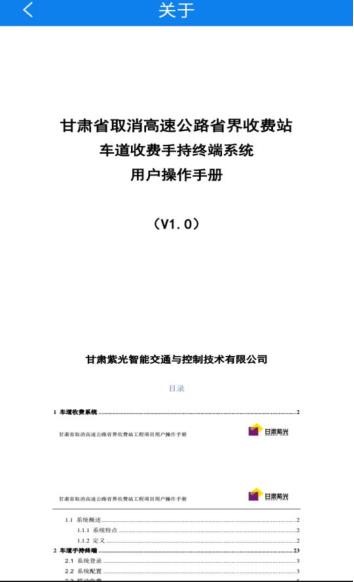 关于
甘肃省取消高速公路省界收费站
车道收费手持终端系统
用户操作手册
（V1.0）
甘肃紫光智能交通与控制技术有限公司
目录
1 车道收费系统 2
甘肃省取消高速公路省界收费站工程项目用户操作手册 甘肃紫光
甘肃省取消高速公路省界收费站工程项目用户操作手册 甘肃紫光
1.1 系统概述 2
1.1.1 系统特点 2
1.1.2 定义 2
2 车道手持终端 23
2.1 系统登录 3
2.2 系统配置 3